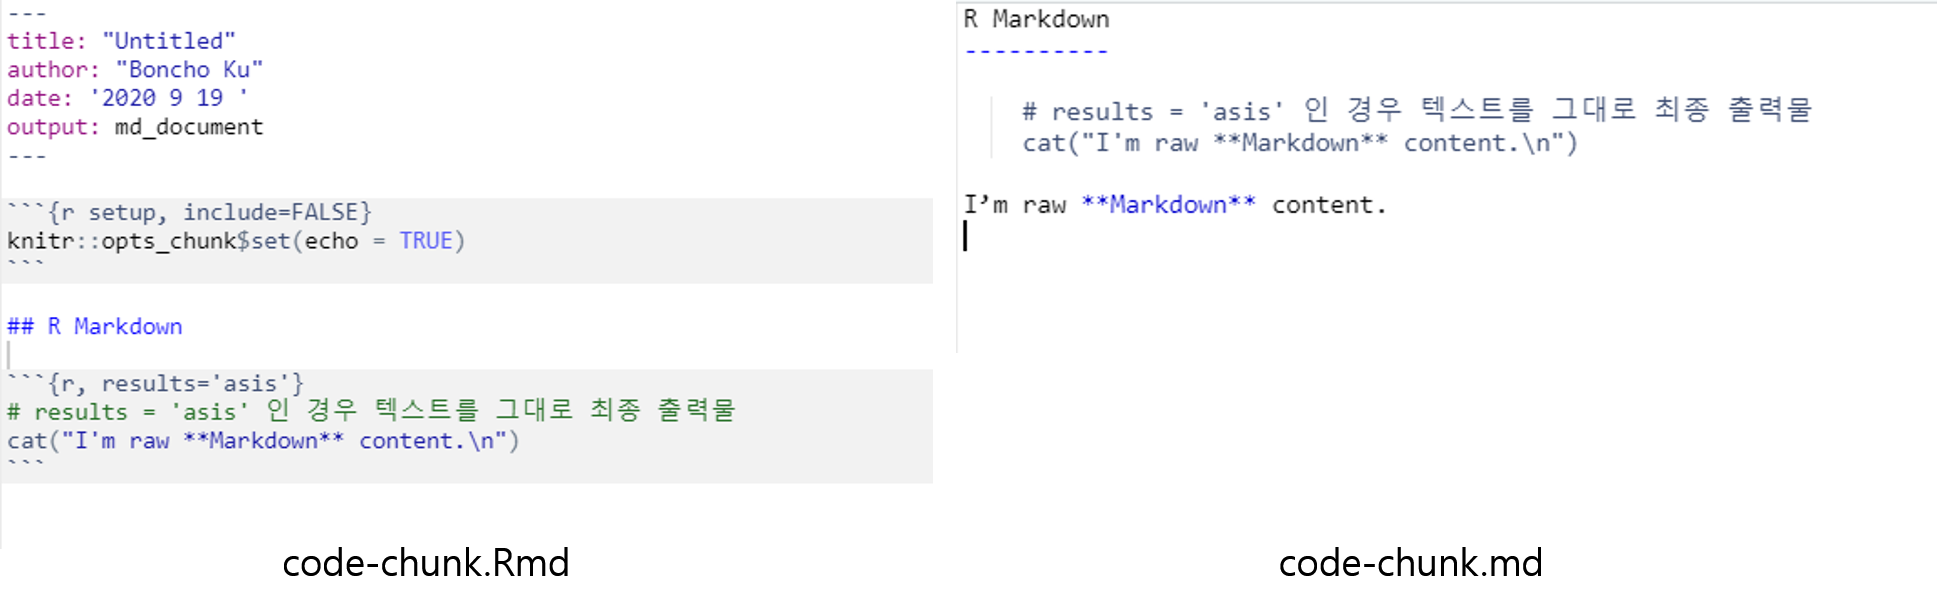 ---
title: "Untitled"
author: "Boncho Ku"
date: '2020 9 19 '
output: md_document
---
```{r setup, include=FALSE}
knitr::opts_chunk$set(echo = TRUE)
```
## R Markdown
```{r, results='asis'}
# results = 'asis' 인 경우 텍스트를 그대로 최종 출력물
cat("I'm raw **Markdown** content.\n")
```
code-chunk.Rmd
R Markdown
----------
# results = 'asis' 인 경우 텍스트를 그대로 최종 출력물
cat("I'm raw **Markdown** content.\n")
I’m raw **Markdown** content.
code-chunk.md